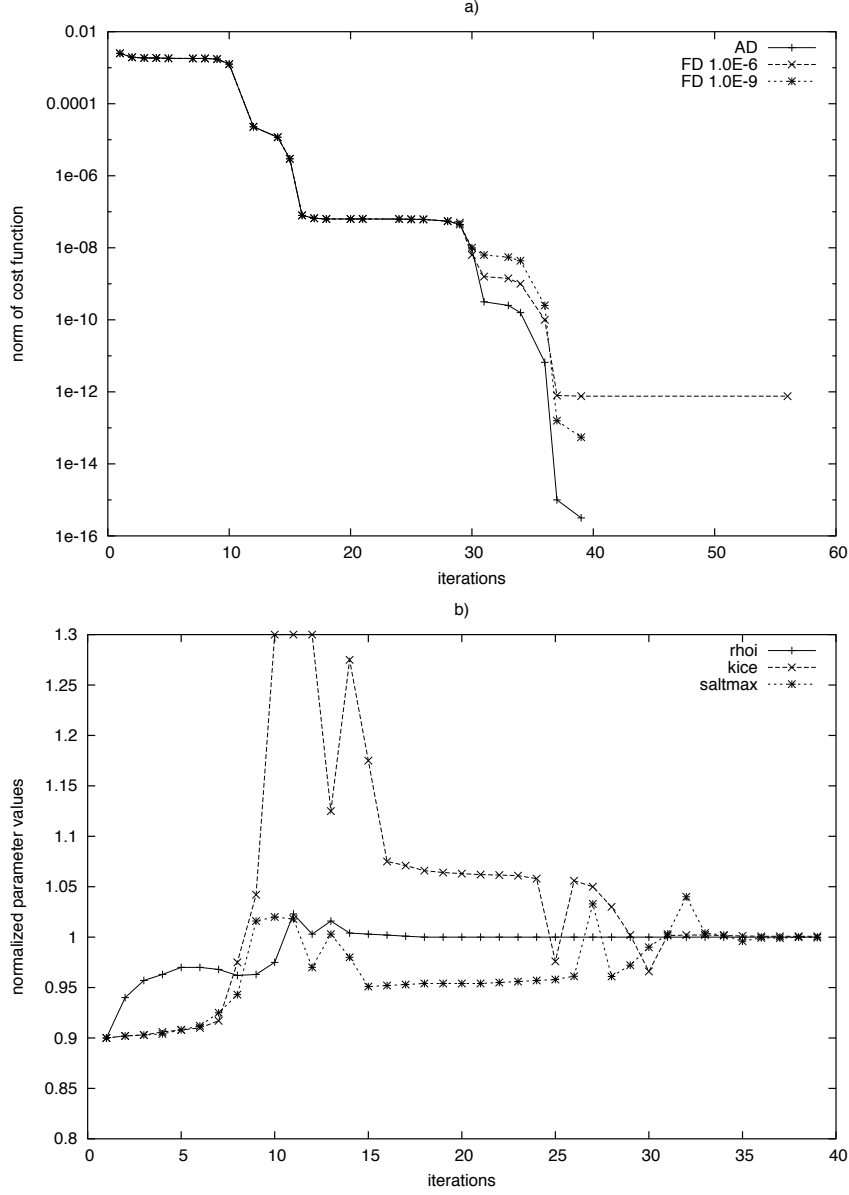 a)
0.01
0.0001
1e-06
1e-08
1e-10
1e-12
1e-14
1e-16
norm of cost function
AD
FD 1.0E-6
FD 1.0E-9
0 10 20 30 40 50 60
iterations
b)
1.3
1.25
1.2
1.15
1.1
1.05
1
0.95
0.9
0.85
0.8
normalized parameter values
rhoi
kice
saltmax
0 5 10 15 20 25 30 35 40
iterations